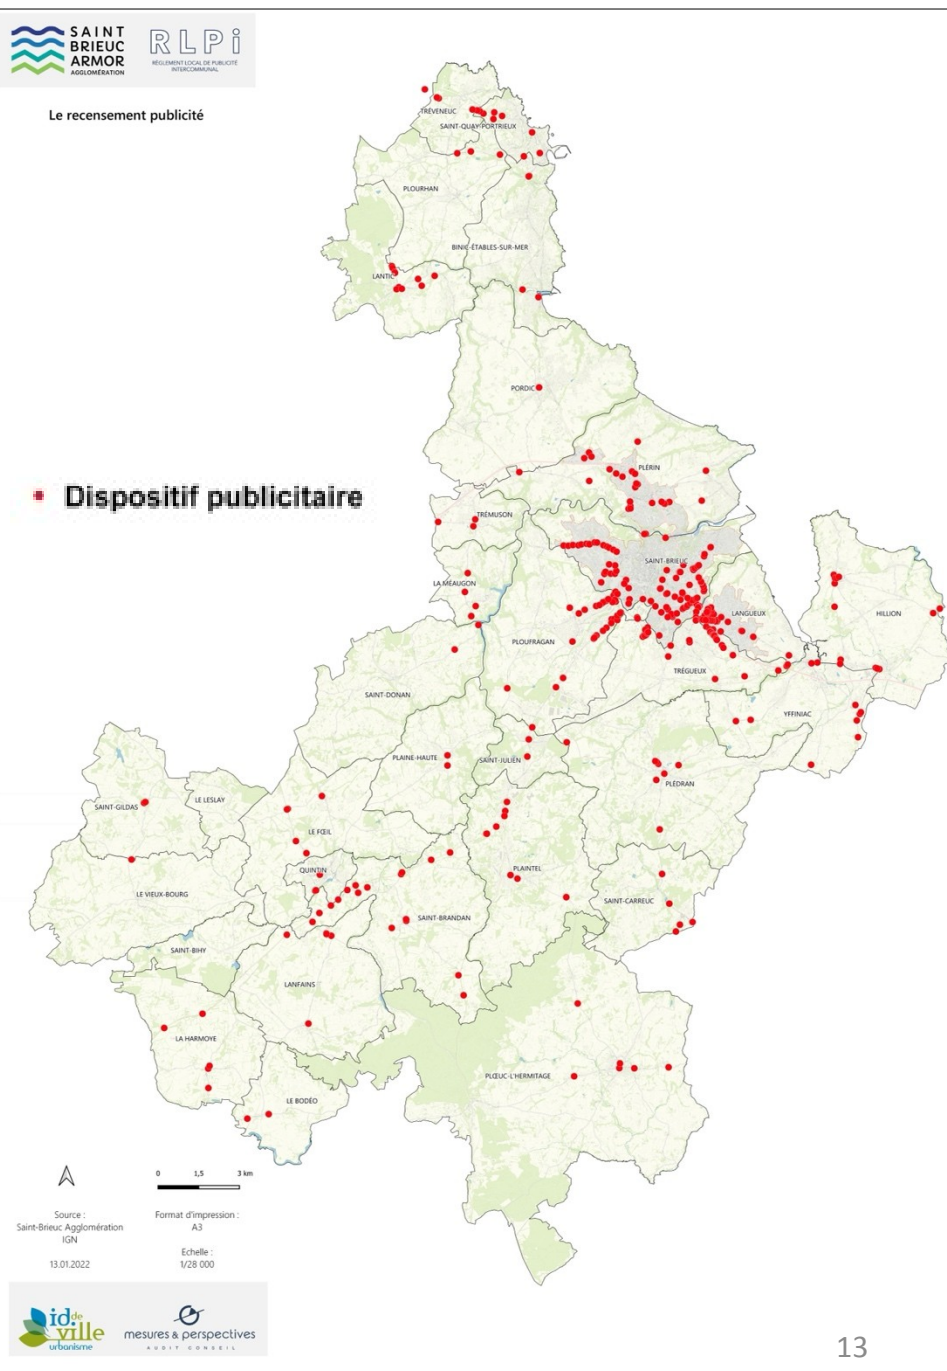 SAINT
BRIEUC
ARMOR
AGGLOMÉRATION
RLPi
RÈGLEMENT LOCAL DE PUBLICITÉ
INTERCOMMUNAL
Le recensement publicité
TRÉVENEUC
SAINT-QUAY-PORTRIEUX
PLOURHAN
BINIC-ÉTABLES-SUR-MER
LANTIC
PORDIC
PLÉRIN
Dispositif publicitaire
TRÉMUSON
SAINT-BRIEUC
LA MÉAUGON
LANGUEUX
HILLION
PLOUFRAGAN
TRÉGUEUX
SAINT-DONAN
YFFINIAC
PLAINE-HAUTE
SAINT-JULIEN
PLÉDRAN
SAINT-GILDAS
LE LESLAY
LE FŒIL
QUINTIN
PLAINTEL
LE VIEUX-BOURG
SAINT-CARREUC
SAINT-BRANDAN
SAINT-BIHY
LANFAINS
LA HARMOYE
PLŒUC-L'HERMITAGE
LE BODÉO
0 1,5 3 km
Source :
Saint-Brieuc Agglomération
IGN
13.01.2022
Format d'impression :
A3
Echelle :
1/28 000
id de
ville
urbanisme
mesures & perspectives
AUDIT CONSEIL
13